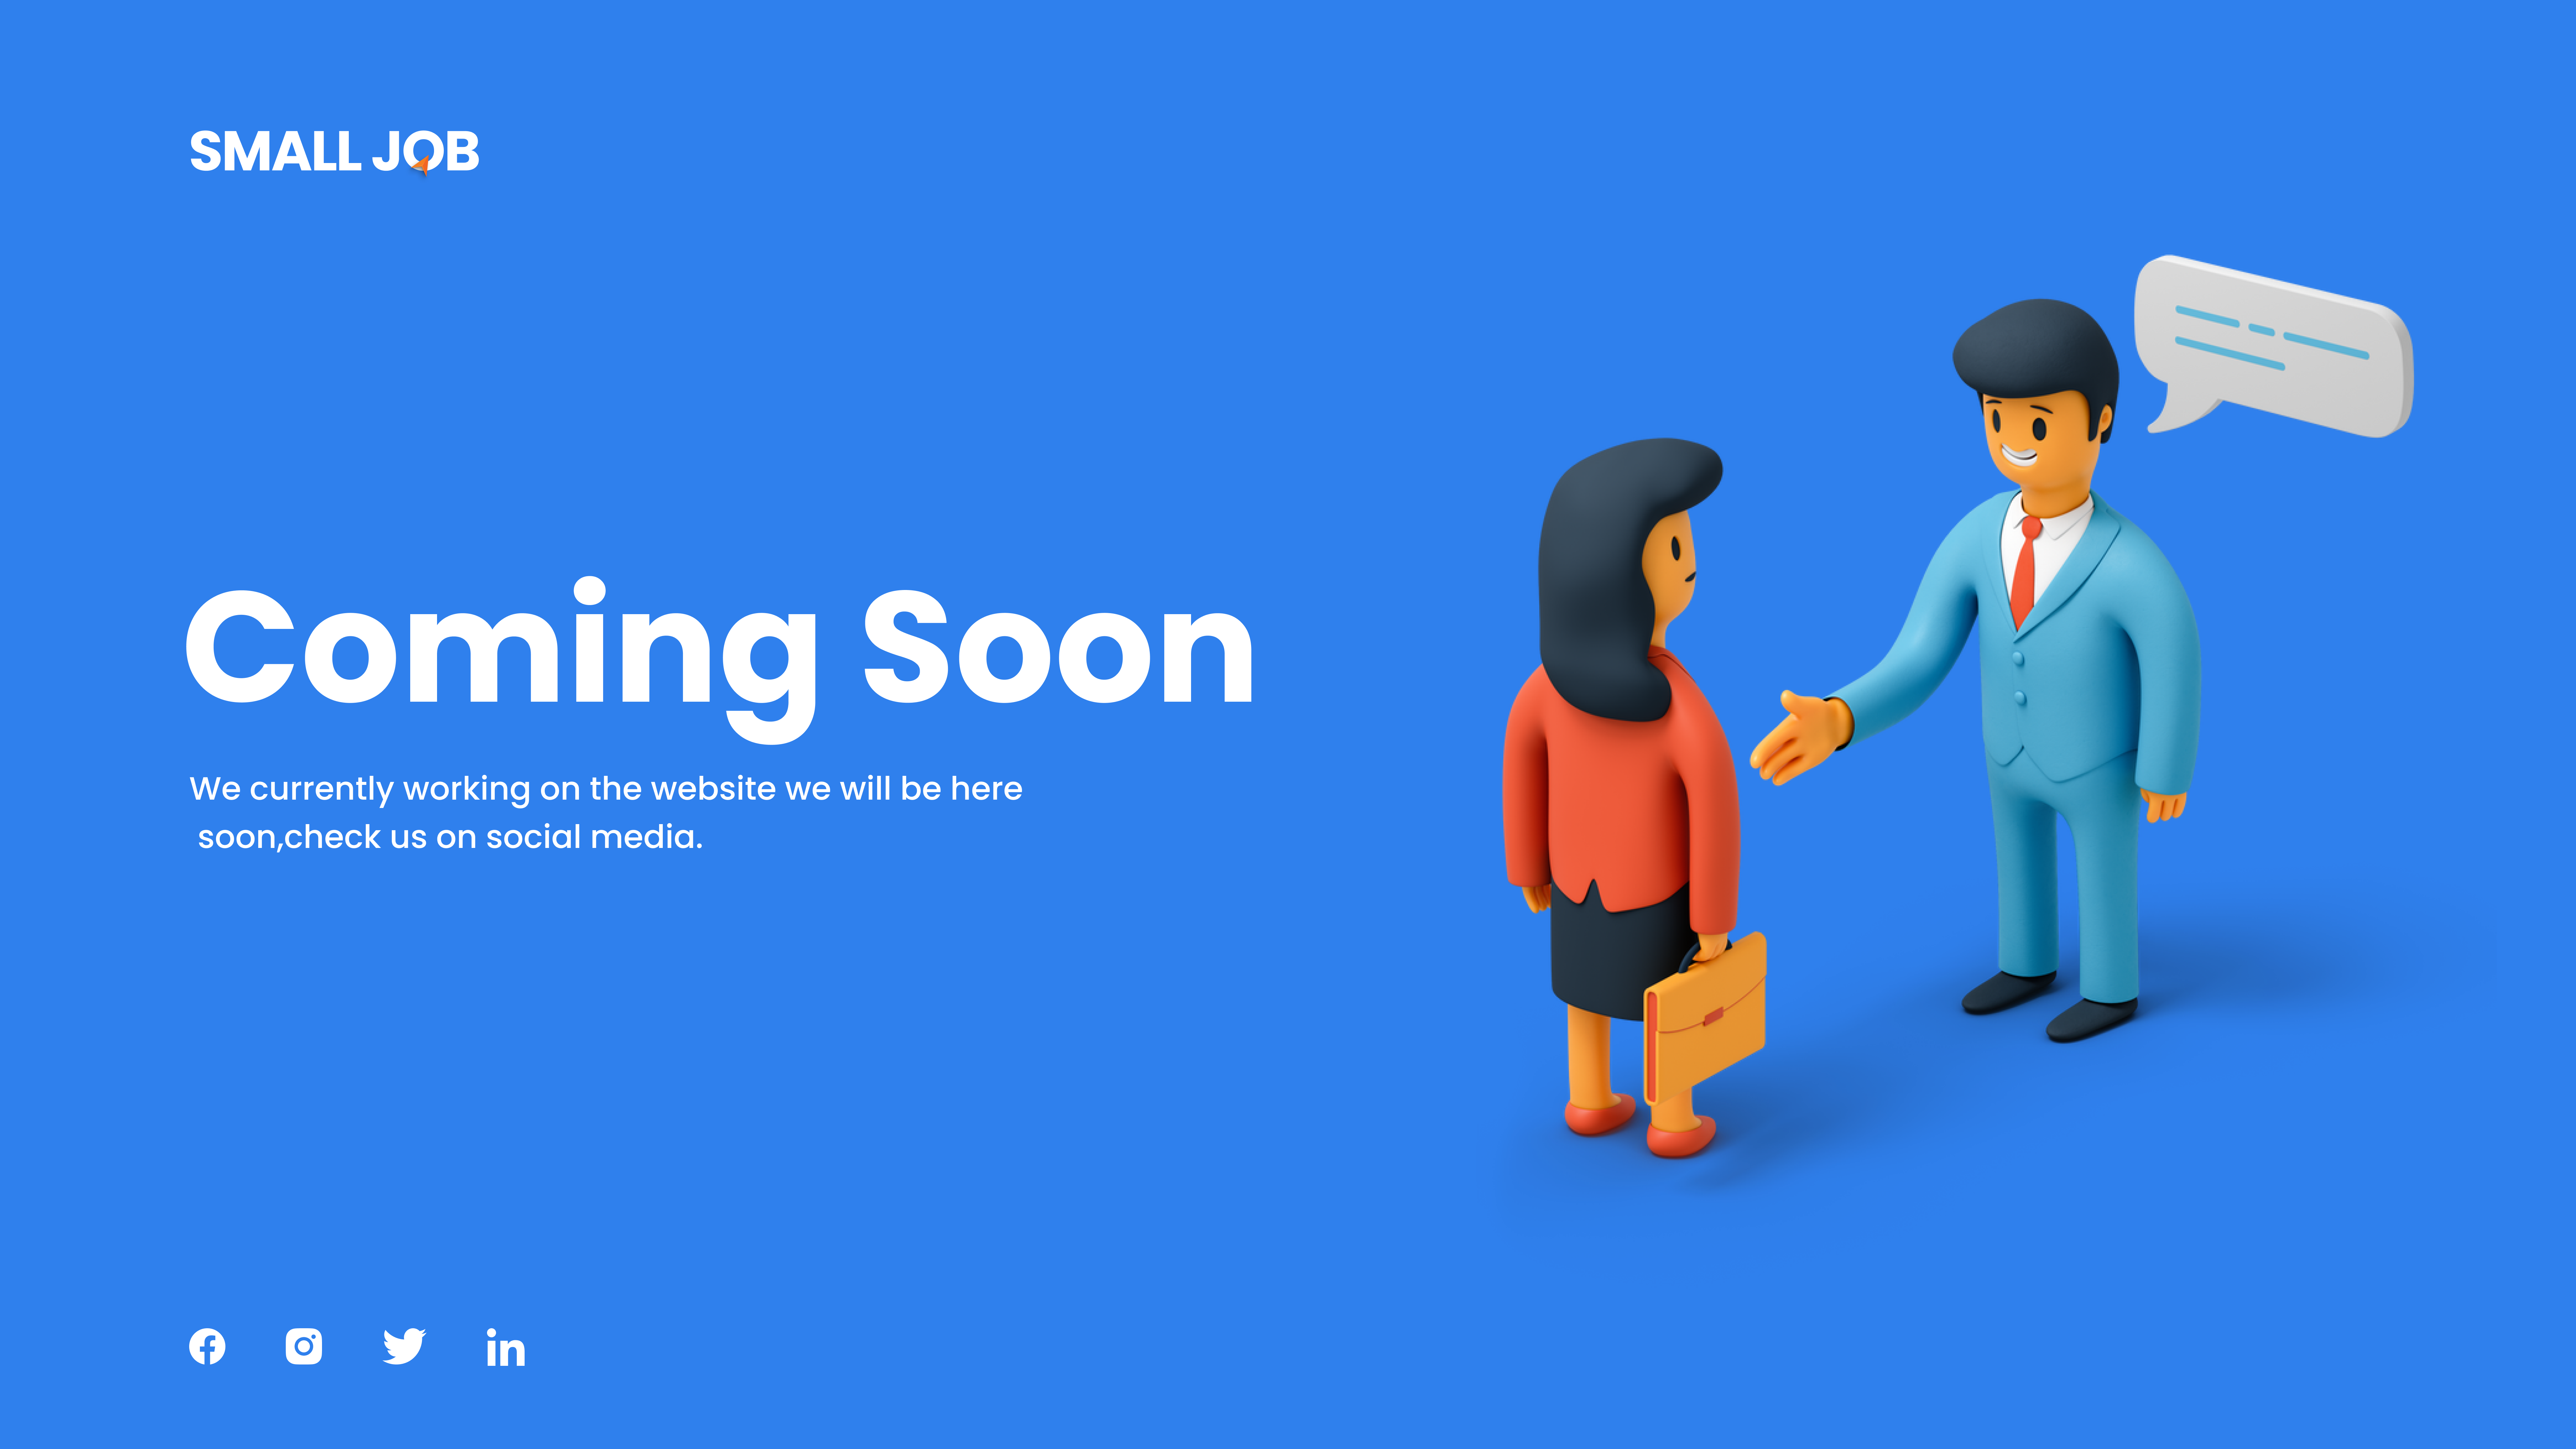 SMALL JOB
Coming Soon
We currently working on the website we will be here
soon,check us on social media.